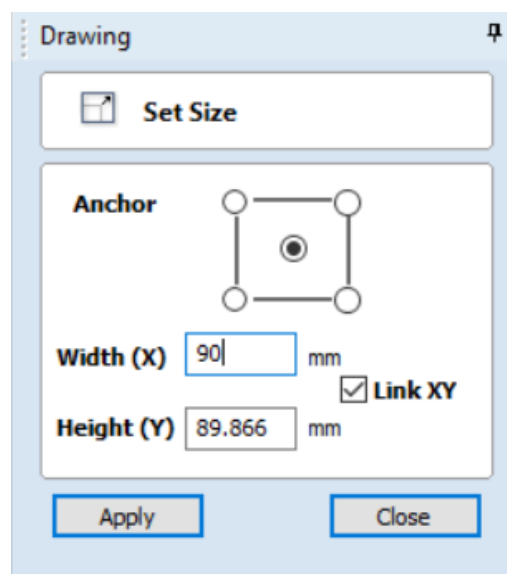 Drawing
Set Size
Anchor
Width (X) 90 mm
Link XY
Height (Y) 89.866 mm
Apply Close